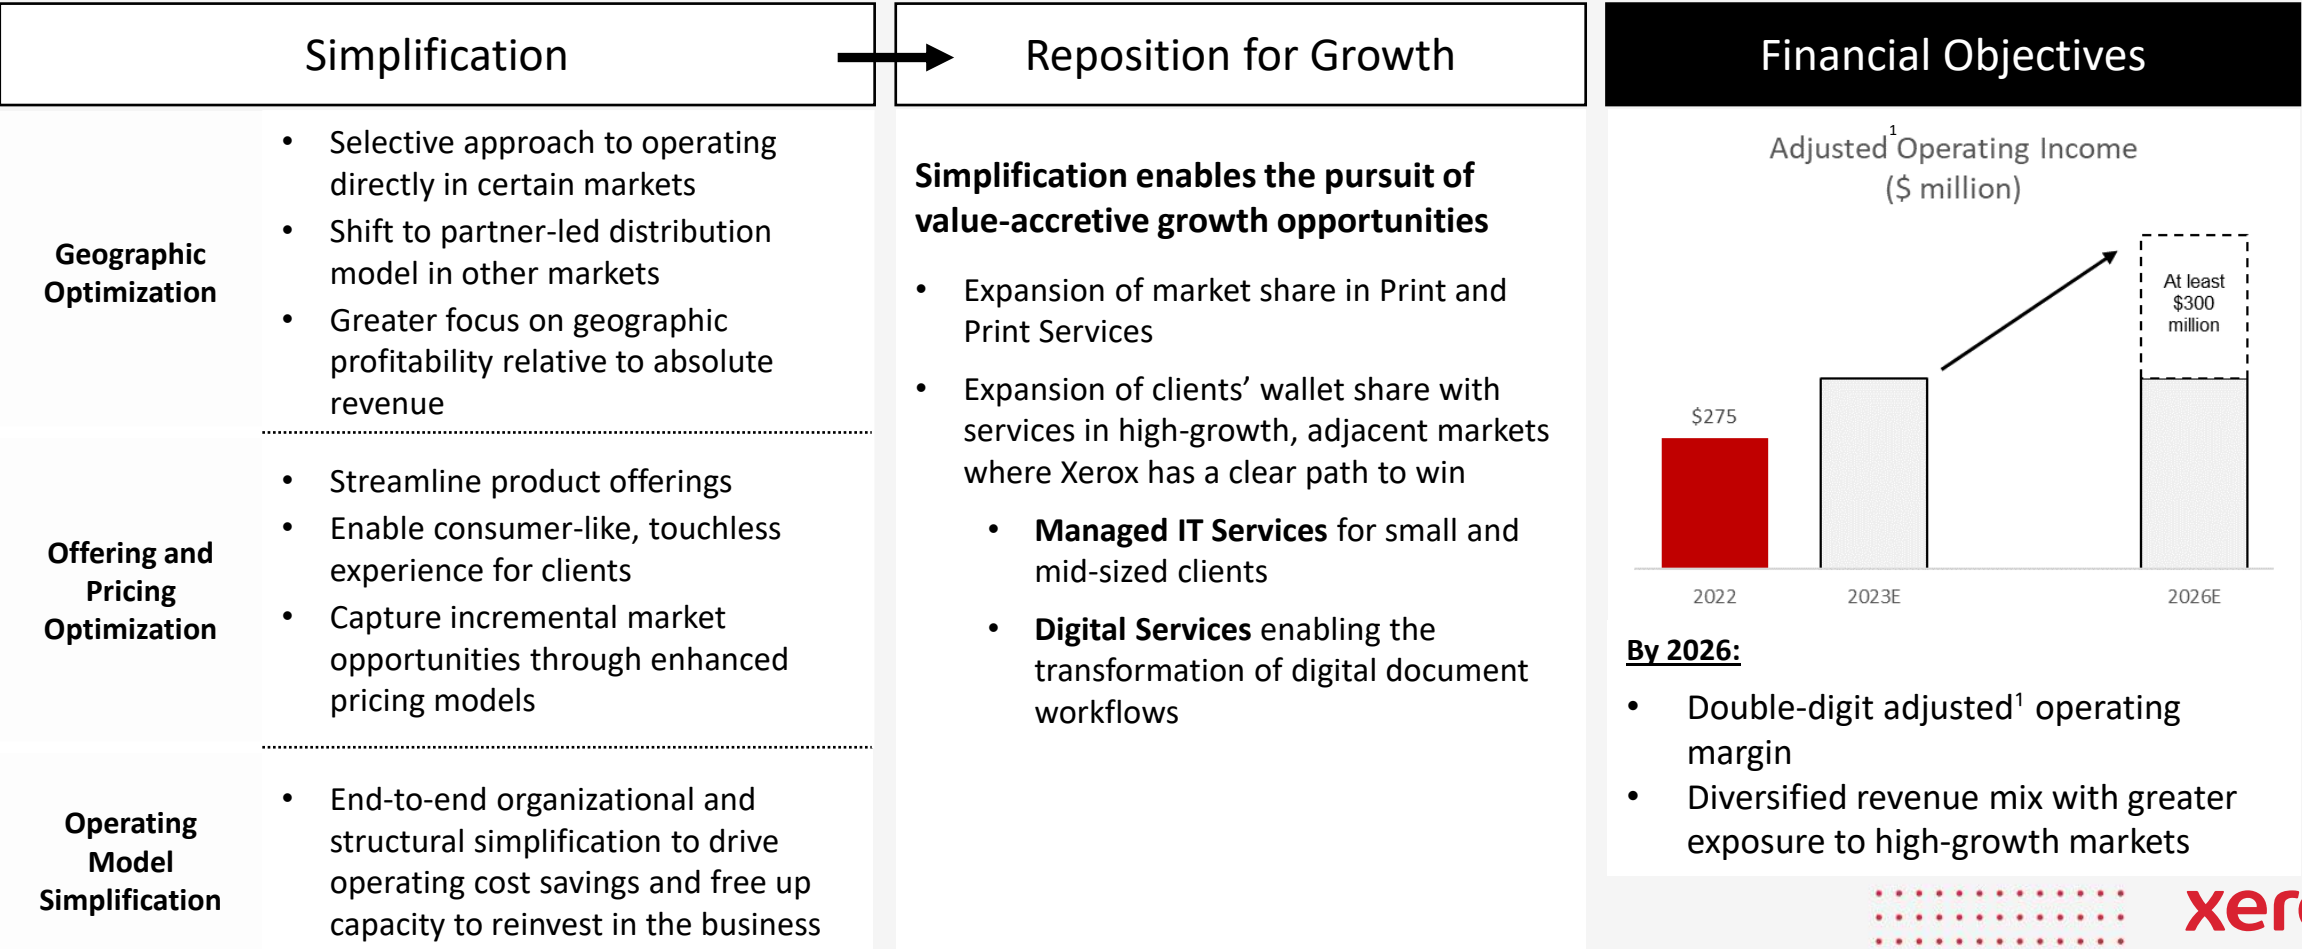 Simplification
Reposition for Growth
Financial Objectives
Geographic
Optimization
• Selective approach to operating
directly in certain markets
• Shift to partner-led distribution
model in other markets
• Greater focus on geographic
profitability relative to absolute
revenue
Offering and
Pricing
Optimization
• Streamline product offerings
• Enable consumer-like, touchless
experience for clients
• Capture incremental market
opportunities through enhanced
pricing models
Operating
Model
Simplification
• End-to-end organizational and
structural simplification to drive
operating cost savings and free up
capacity to reinvest in the business
Simplification enables the pursuit of
value-accretive growth opportunities
• Expansion of market share in Print and
Print Services
• Expansion of clients’ wallet share with
services in high-growth, adjacent markets
where Xerox has a clear path to win
• Managed IT Services for small and
mid-sized clients
• Digital Services enabling the
transformation of digital document
workflows
Adjusted¹ Operating Income
($ million)
At least
$300
million
$275
2022
2023E
2026E
By 2026:
• Double-digit adjusted¹ operating
margin
• Diversified revenue mix with greater
exposure to high-growth markets